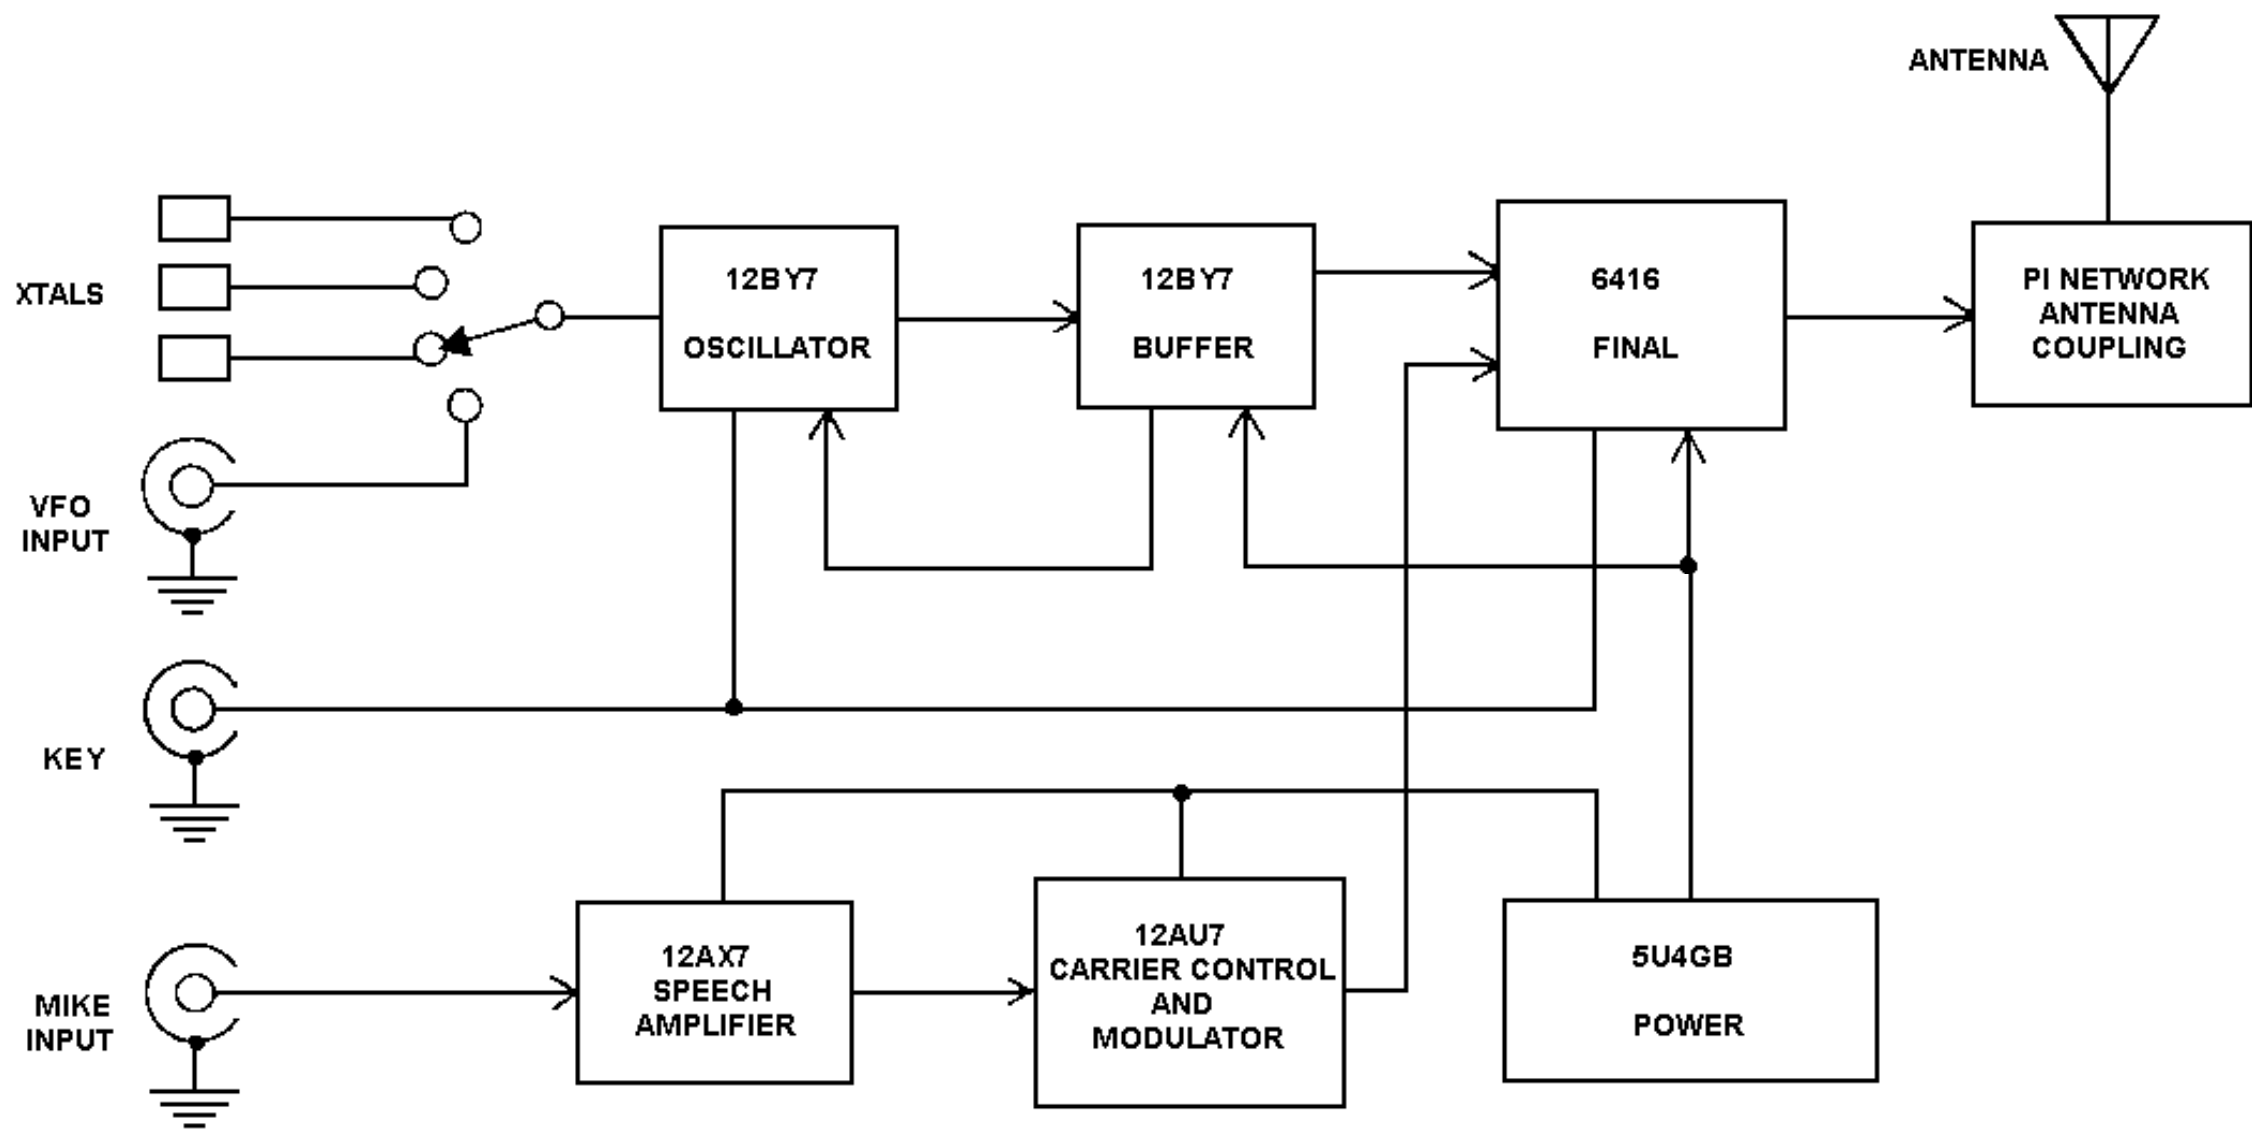 ANTENNA
XTALS
12BY7
OSCILLATOR
12BY7
BUFFER
6416
FINAL
PI NETWORK
ANTENNA
COUPLING
VFO
INPUT
KEY
MIKE
INPUT
12AX7
SPEECH
AMPLIFIER
12AU7
CARRIER CONTROL
AND
MODULATOR
5U4GB
POWER